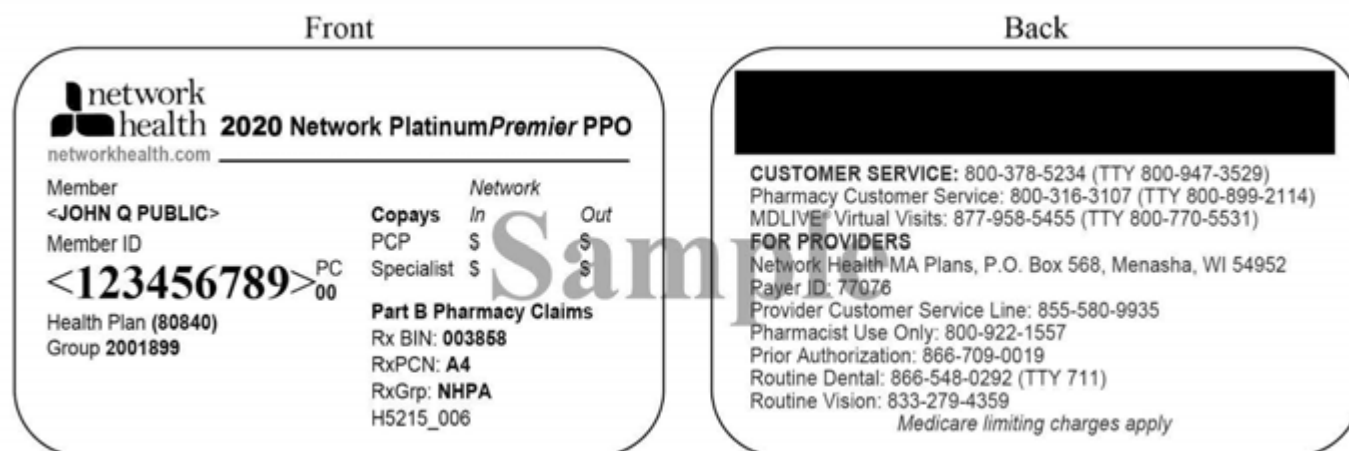 Front
network
health 2020 Network PlatinumPremier PPO
networkhealth.com
Member
<JOHN Q PUBLIC>
Member ID
<123456789> PC
00
Health Plan (80840)
Group 2001899
Network
Copays In Out
PCP $ $
Specialist $ $
Part B Pharmacy Claims
Rx BIN: 003858
RxPCN: A4
RxGrp: NHPA
H5215_006
Sample
Back
CUSTOMER SERVICE: 800-378-5234 (TTY 800-947-3529)
Pharmacy Customer Service: 800-316-3107 (TTY 800-899-2114)
MDLIVE® Virtual Visits: 877-958-5455 (TTY 800-770-5531)
FOR PROVIDERS
Network Health MA Plans, P.O. Box 568, Menasha, WI 54952
Payer ID: 77076
Provider Customer Service Line: 855-580-9935
Pharmacist Use Only: 800-922-1557
Prior Authorization: 866-709-0019
Routine Dental: 866-548-0292 (TTY 711)
Routine Vision: 833-279-4359
Medicare limiting charges apply